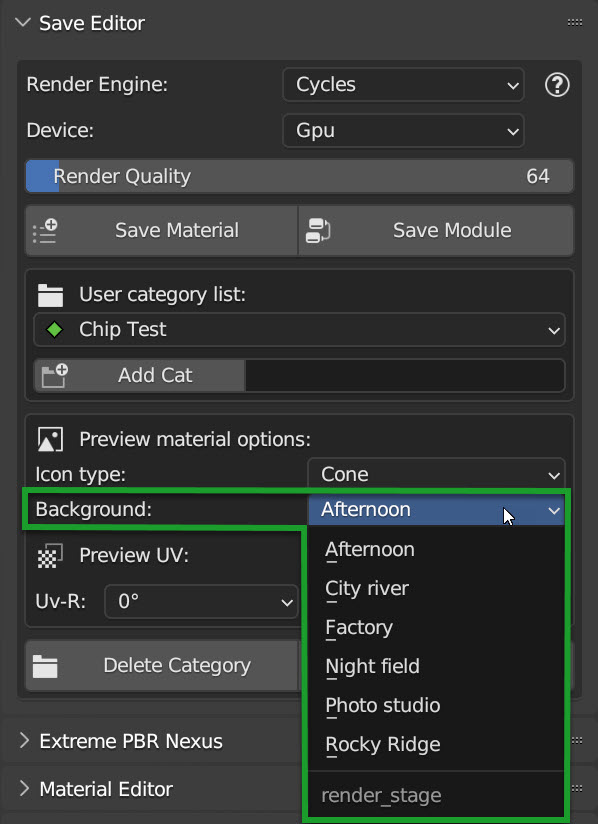 Save Editor
Render Engine: Cycles ?
Device: Gpu
Render Quality 64
Save Material Save Module
User category list:
Chip Test
Add Cat
Preview material options:
Icon type: Cone
Background: Afternoon
Afternoon
Preview UV:
City river
Uv-R: 0°
Factory
Night field
Delete Category
Photo studio
Rocky Ridge
Extreme PBR Nexus
Material Editor
render_stage